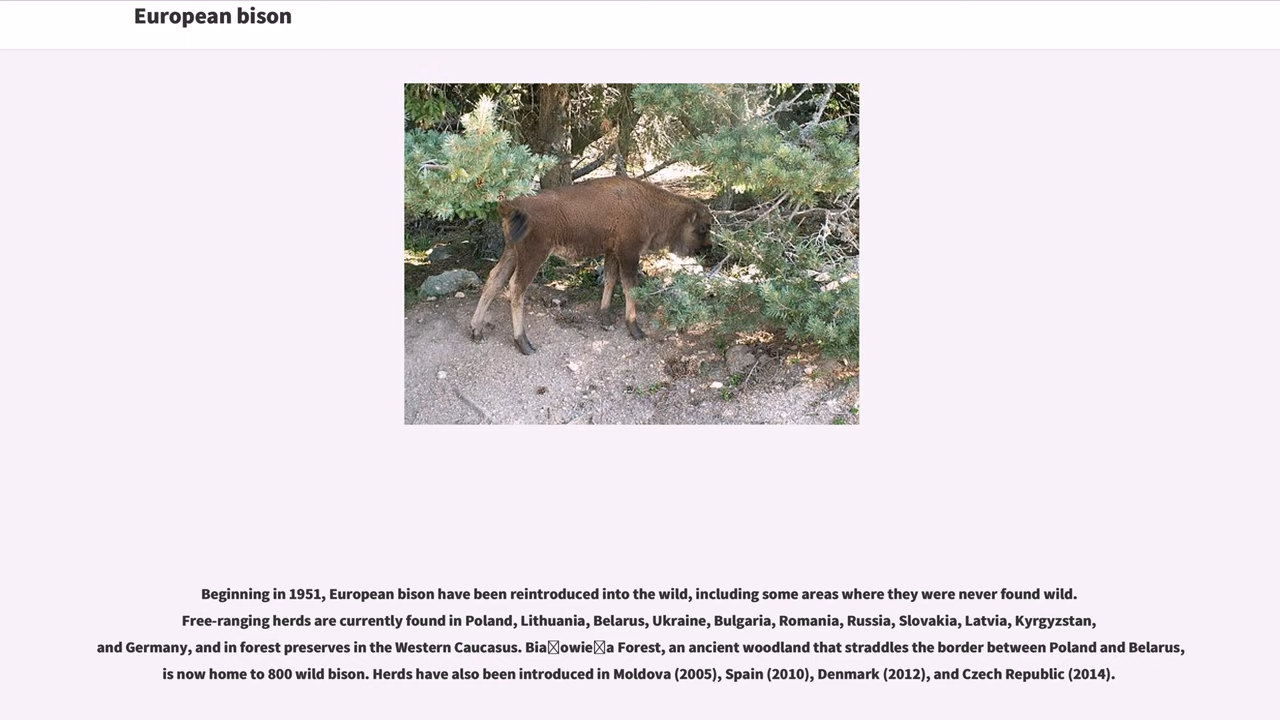 European bison
Beginning in 1951, European bison have been reintroduced into the wild, including some areas where they were never found wild.
Free-ranging herds are currently found in Poland, Lithuania, Belarus, Ukraine, Bulgaria, Romania, Russia, Slovakia, Latvia, Kyrgyzstan,
and Germany, and in forest preserves in the Western Caucasus. Bia☒owie☒a Forest, an ancient woodland that straddles the border between Poland and Belarus,
is now home to 800 wild bison. Herds have also been introduced in Moldova (2005), Spain (2010), Denmark (2012), and Czech Republic (2014).